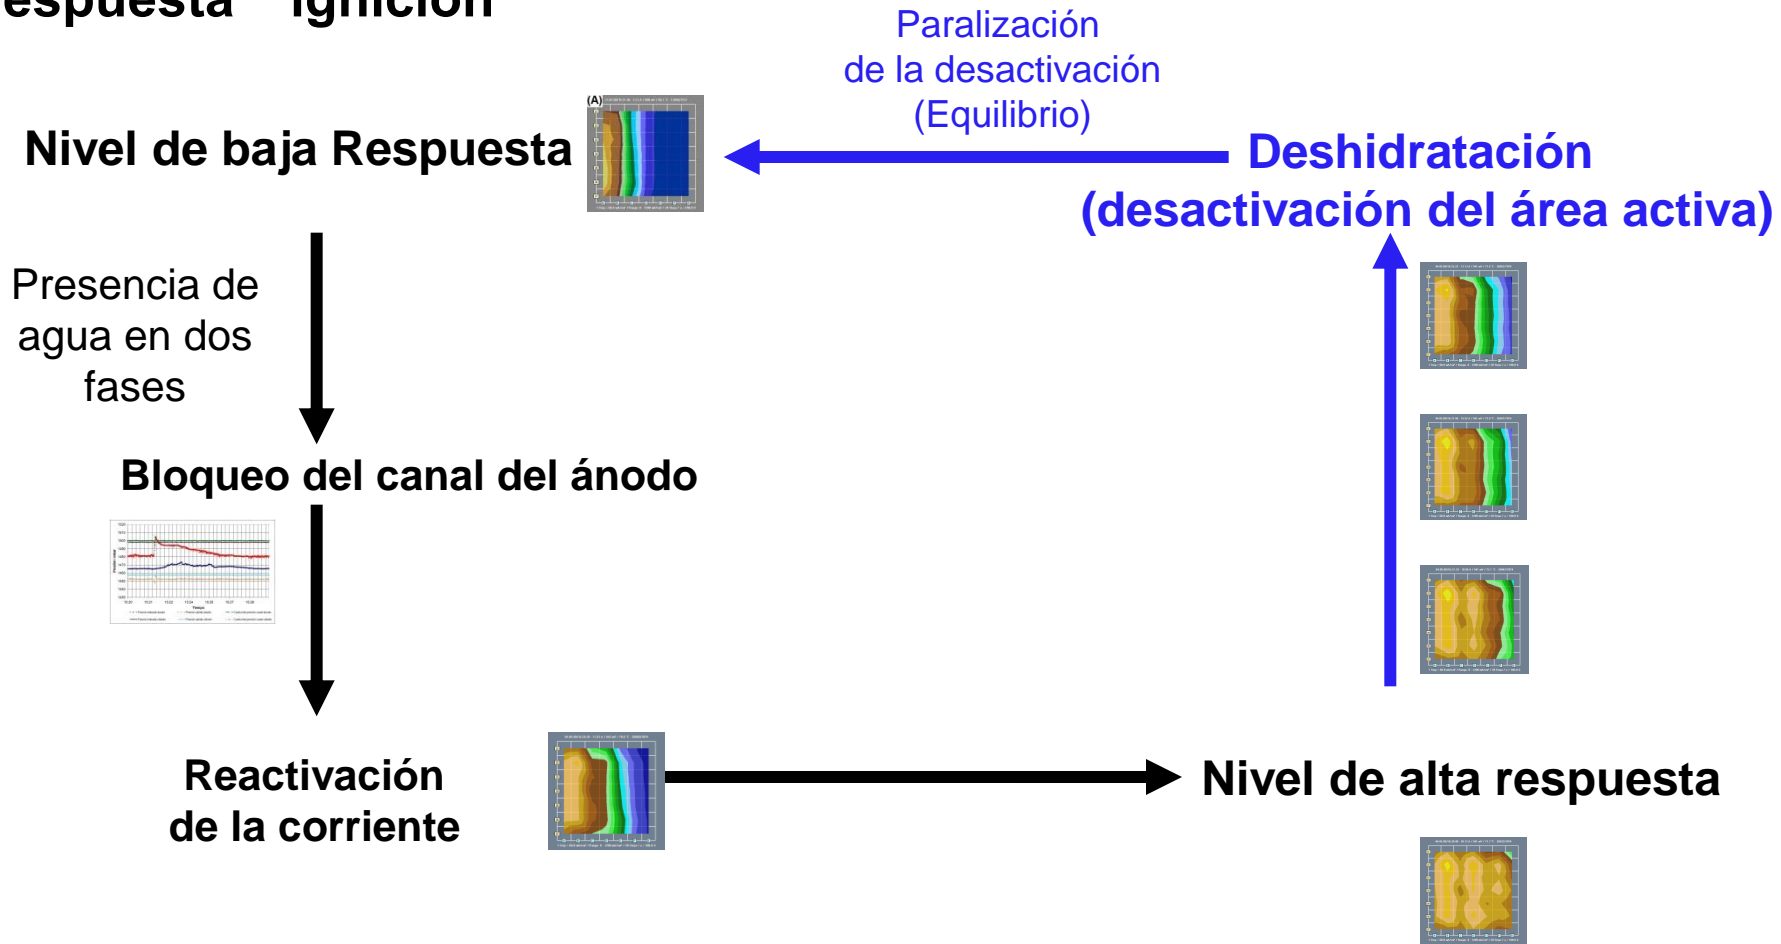 espuesta ignición
Paralización
de la desactivación
(Equilibrio)
(A)
Nivel de baja Respuesta
Deshidratación
(desactivación del área activa)
Presencia de
agua en dos
fases
Bloqueo del canal del ánodo
Reactivación
de la corriente
Nivel de alta respuesta